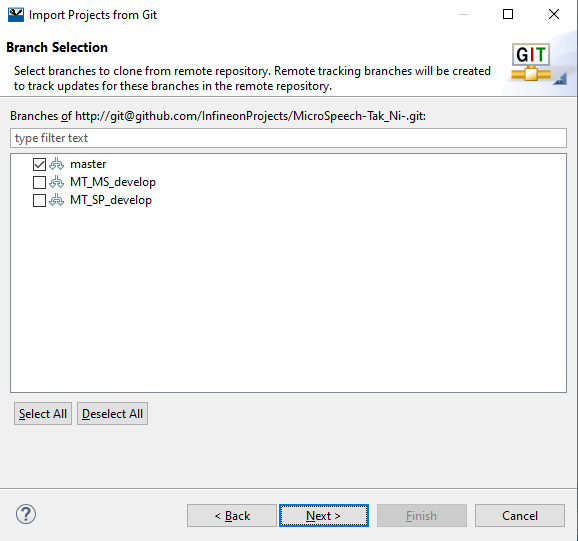 Import Projects from Git
Branch Selection
Select branches to clone from remote repository. Remote tracking branches will be created
to track updates for these branches in the remote repository.
GIT
Branches of http://git@github.com/InfineonProjects/MicroSpeech-Tak_Ni-.git:
type filter text
master
MT_MS_develop
MT_SP_develop
Select All Deselect All
? < Back Next > Finish Cancel